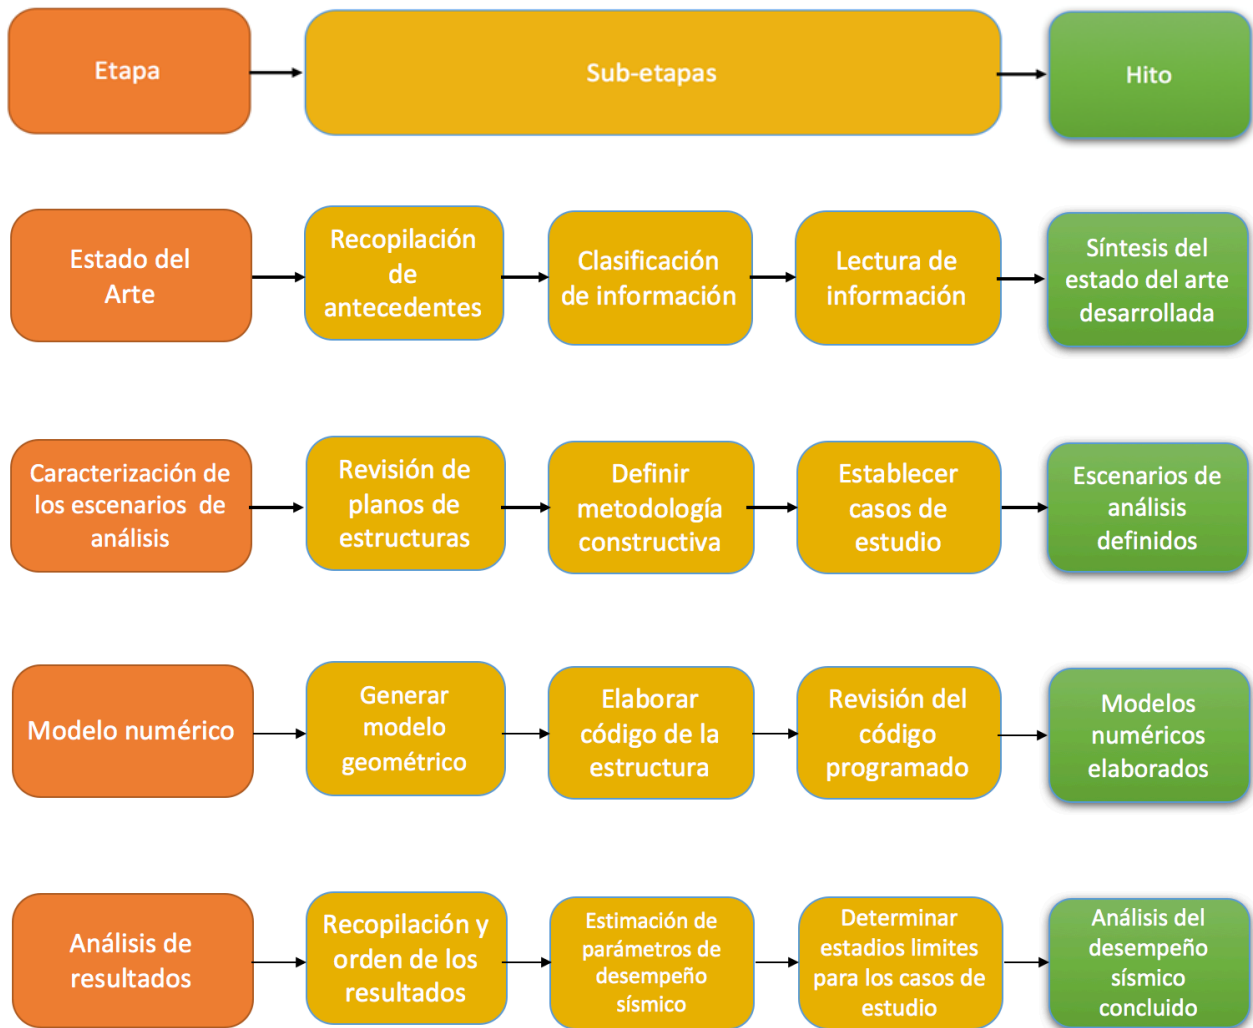 Etapa
Sub-etapas
Hito
Estado del
Arte
Recopilación
de
antecedentes
Clasificación
de información
Lectura de
información
Síntesis del
estado del arte
desarrollada
Caracterización de
los escenarios de
análisis
Revisión de
planos de
estructuras
Definir
metodología
constructiva
Establecer
casos de
estudio
Escenarios de
análisis
definidos
Modelo numérico
Generar
modelo
geométrico
Elaborar
código de la
estructura
Revisión del
código
programado
Modelos
numéricos
elaborados
Análisis de
resultados
Recopilación y
orden de los
resultados
Estimación de
parámetros de
desempeño
sísmico
Determinar
estadios limites
para los casos de
estudio
Análisis del
desempeño
sísmico
concluido